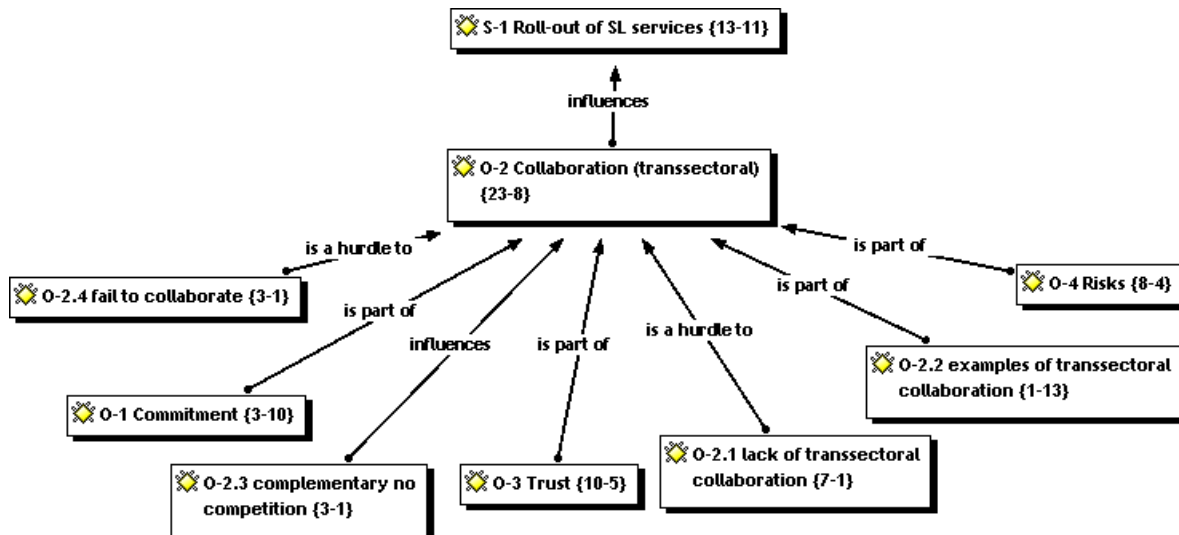 S-1 Roll-out of SL services {13-11}
influences
O-2 Collaboration (transsectoral)
{23-8}
is a hurdle to
is part of
O-2.4 fail to collaborate {3-1}
O-4 Risks {8-4}
is part of
is part of
influences
is part of
is a hurdle to
O-2.2 examples of transsectoral
collaboration {1-13}
O-1 Commitment {3-10}
O-2.3 complementary no
competition {3-1}
O-3 Trust {10-5}
O-2.1 lack of transsectoral
collaboration {7-1}